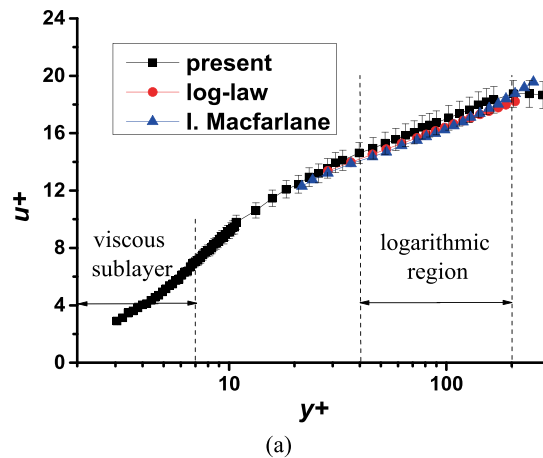 (a)
24
20
16
12
8
4
0
u+
present
log-law
I. Macfarlane
viscous
sublayer
logarithmic
region
10
100
y+
(a)